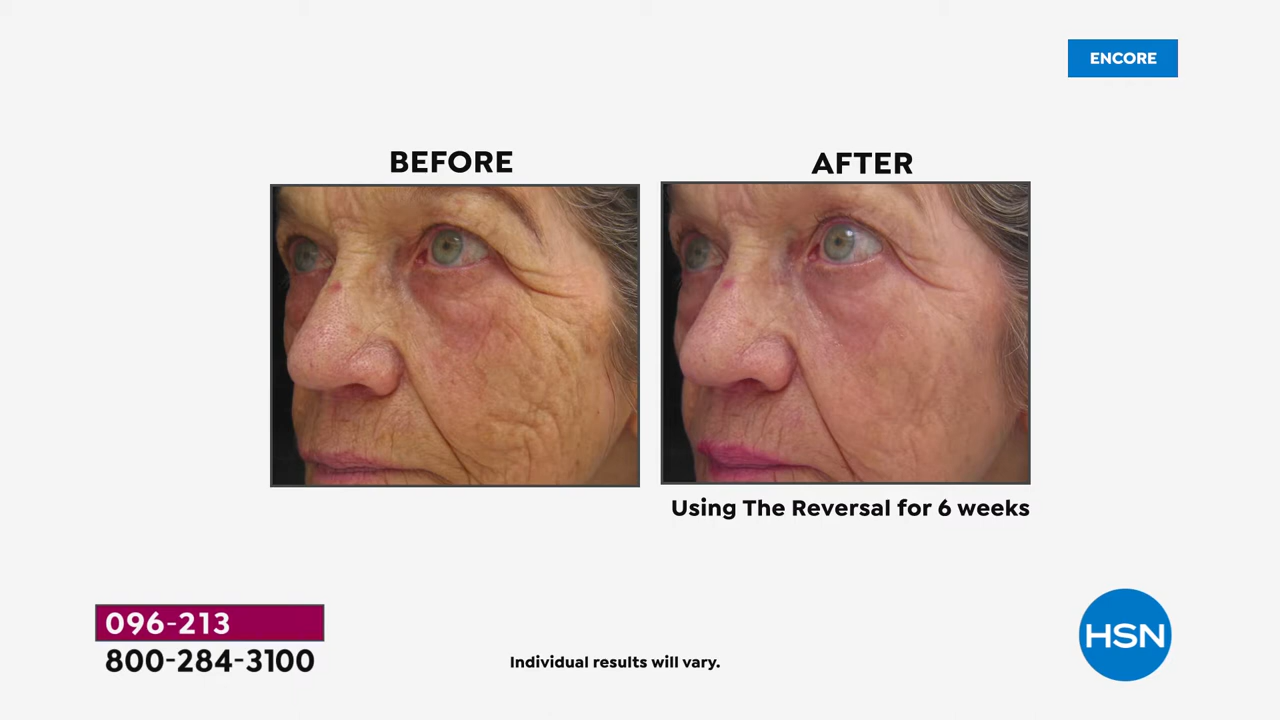 ENCORE
BEFORE
AFTER
Using The Reversal for 6 weeks
096-213
800-284-3100
Individual results will vary.
HSN